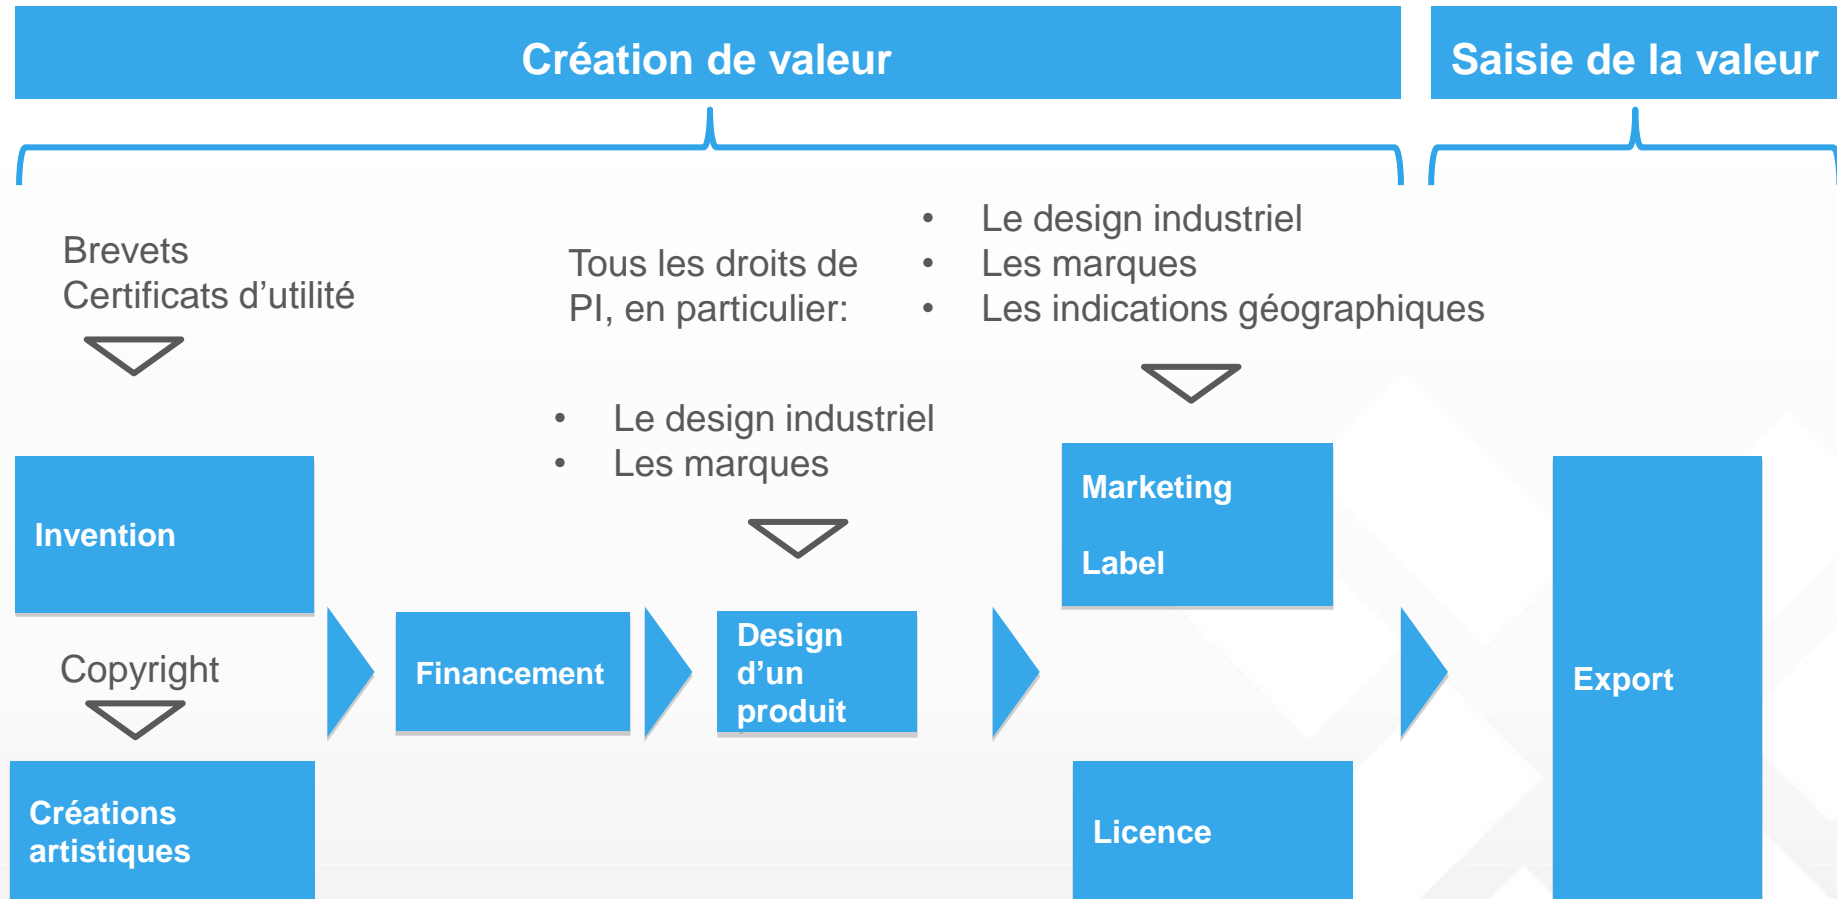 Création de valeur
Saisie de la valeur
Brevets
Certificats d’utilité
Tous les droits de
PI, en particulier:
• Le design industriel
• Les marques
• Les indications géographiques
• Le design industriel
• Les marques
Invention
Copyright
Créations
artistiques
Financement
Design
d’un
produit
Marketing
Label
Licence
Export